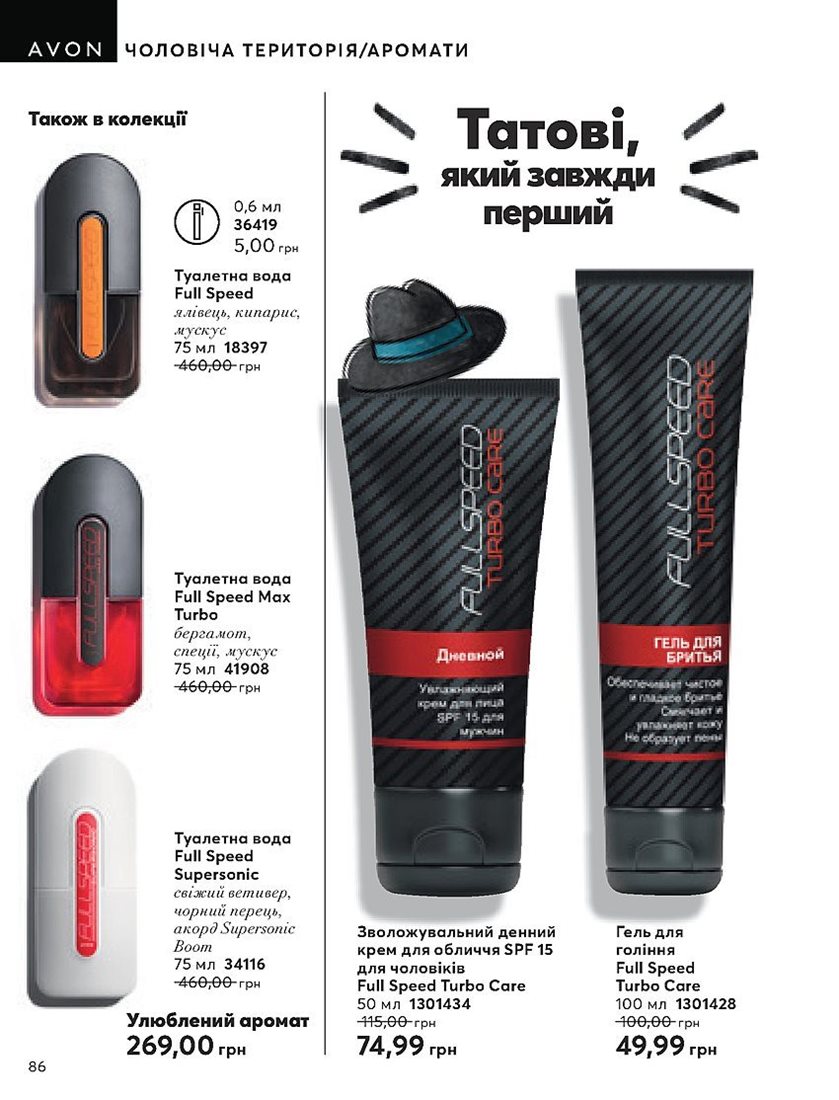 AVON
ЧОЛОВІЧА ТЕРИТОРІЯ/АРОМАТИ
Також в колекції
0,6 мл
36419
5,00 грн
Туалетна вода
Full Speed
ялівець, кипарис,
мускус
75 мл 18397
460,00 грн
FULL SPEED
Туалетна вода
Full Speed Max
Turbo
бергамот,
спеції, мускус
75 мл 41908
460,00 грн
FULL SPEED
Туалетна вода
Full Speed
Supersonic
свіжий ветивер,
чорний перець,
акорд Supersonic
Boom
75 мл 34116
460,00 грн
FULL SPEED
Улюблений аромат
269,00 грн
Татові,
який завжди
перший
FULL SPEED
TURBO CARE
Дневной
Увлажняющий
крем для лица
SPF 15 для
мужчин
FULL SPEED
TURBO CARE
ГЕЛЬ ДЛЯ
БРИТЬЯ
Обеспечивает чистое
и гладкое бритье
Смягчает и
увлажняет кожу
Не образует пены
Зволожувальний денний
крем для обличчя SPF 15
для чоловіків
Full Speed Turbo Care
50 мл 1301434
115,00 грн
74,99 грн
Гель для
гоління
Full Speed
Turbo Care
100 мл 1301428
100,00 грн
49,99 грн
86